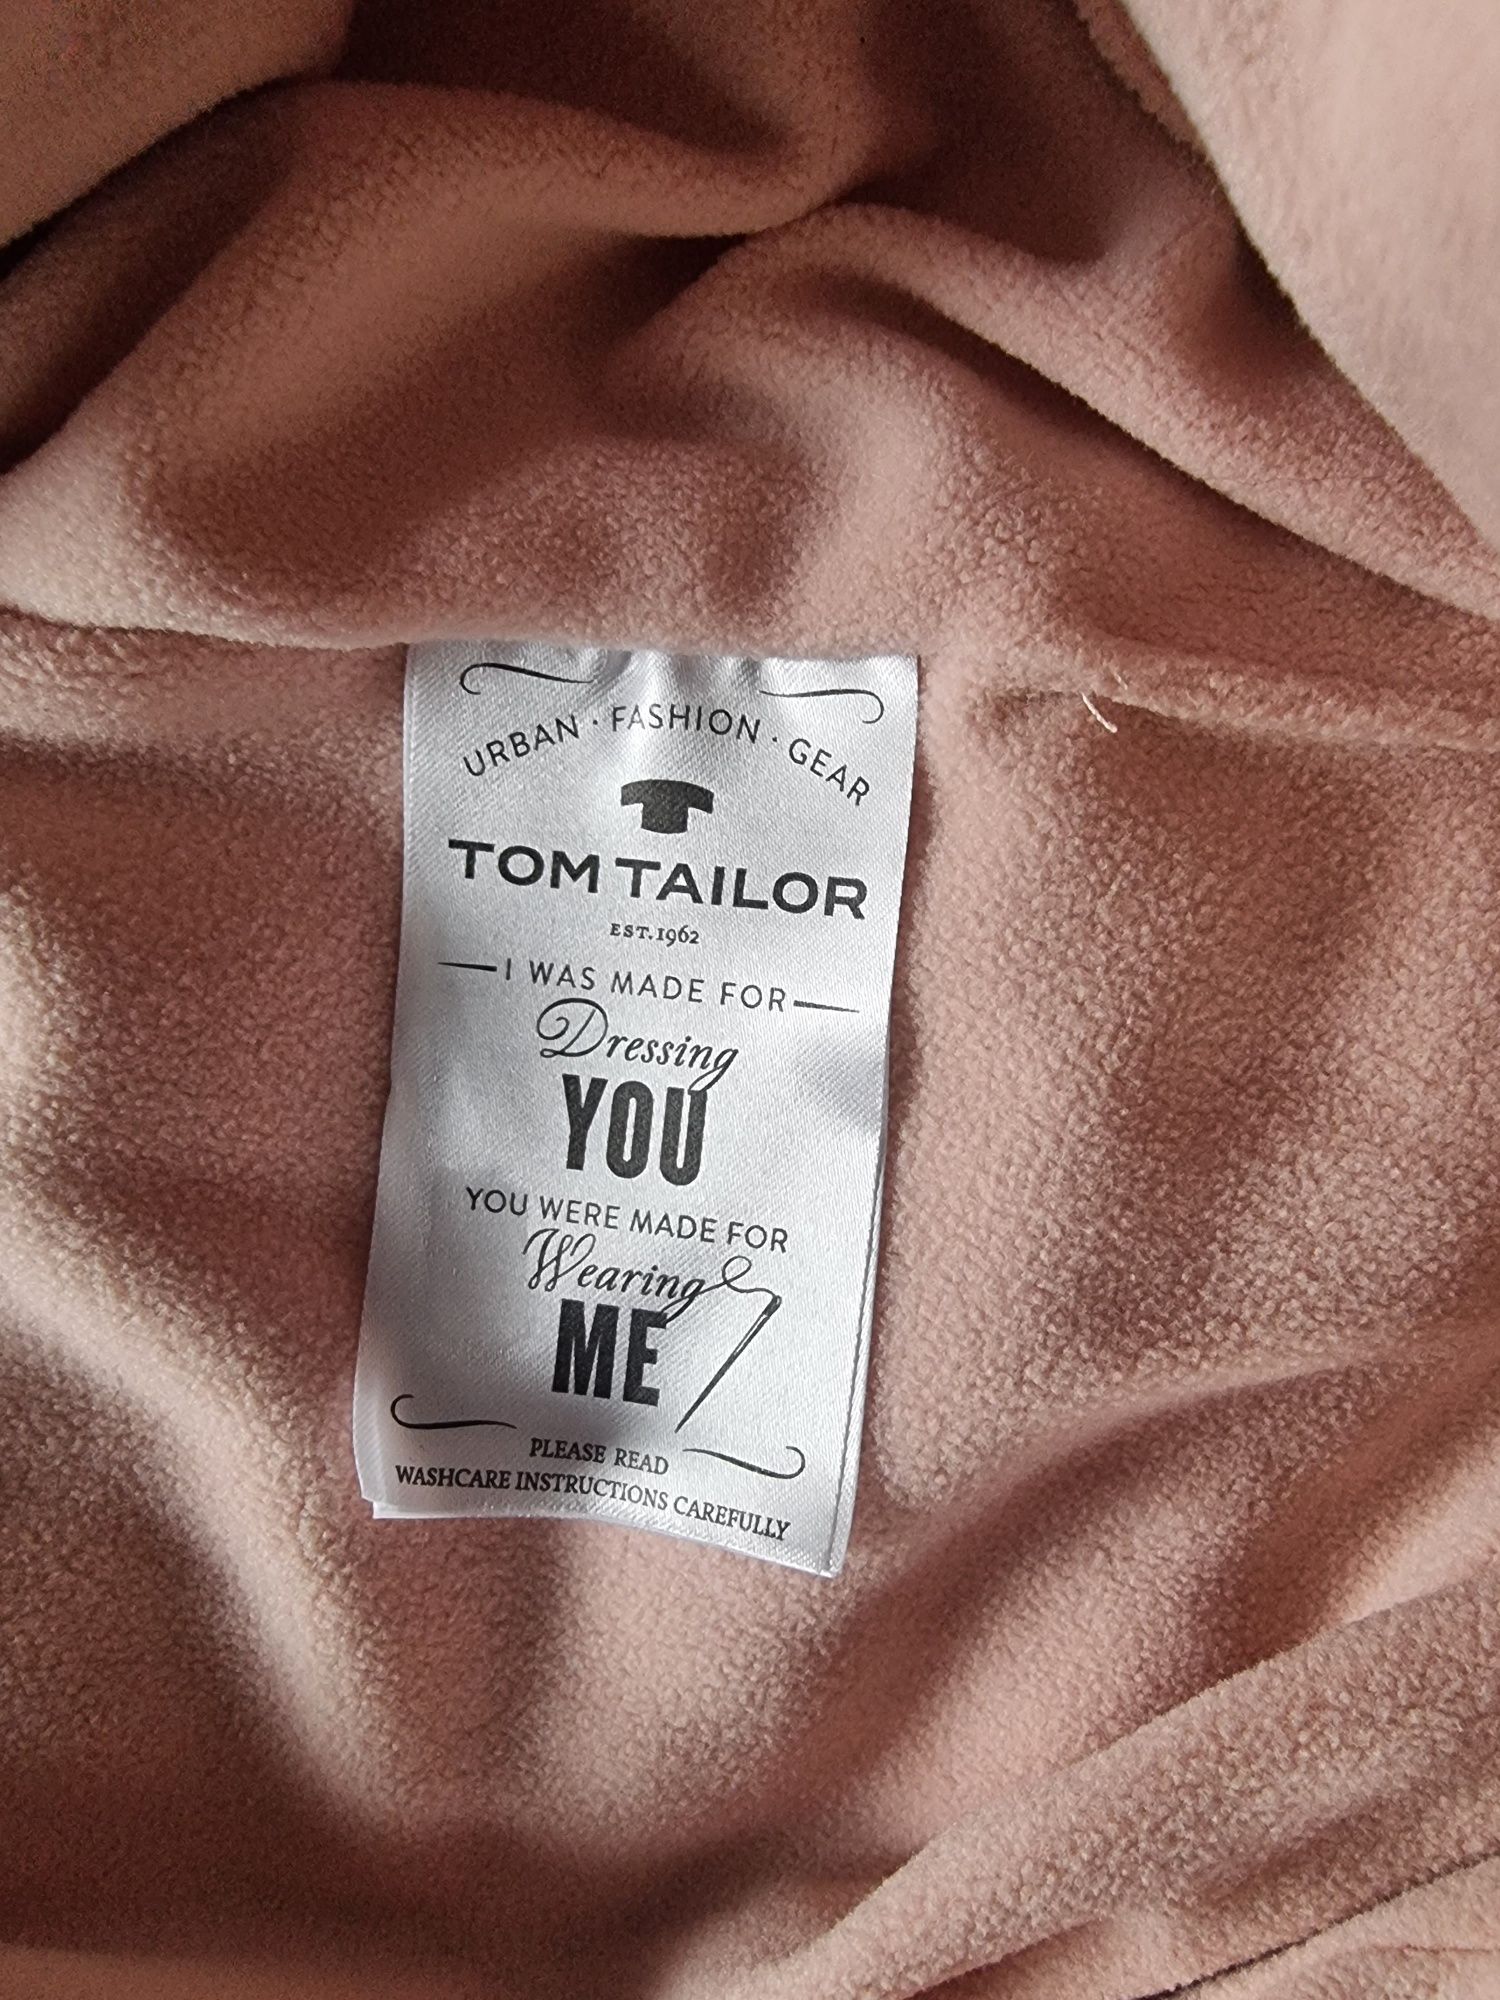 URBAN · FASHION · GEAR
TOM TAILOR
EST. 1962
I WAS MADE FOR
Dressing
YOU
YOU WERE MADE FOR
Wearing
ME
PLEASE READ
WASHCARE INSTRUCTIONS CAREFULLY